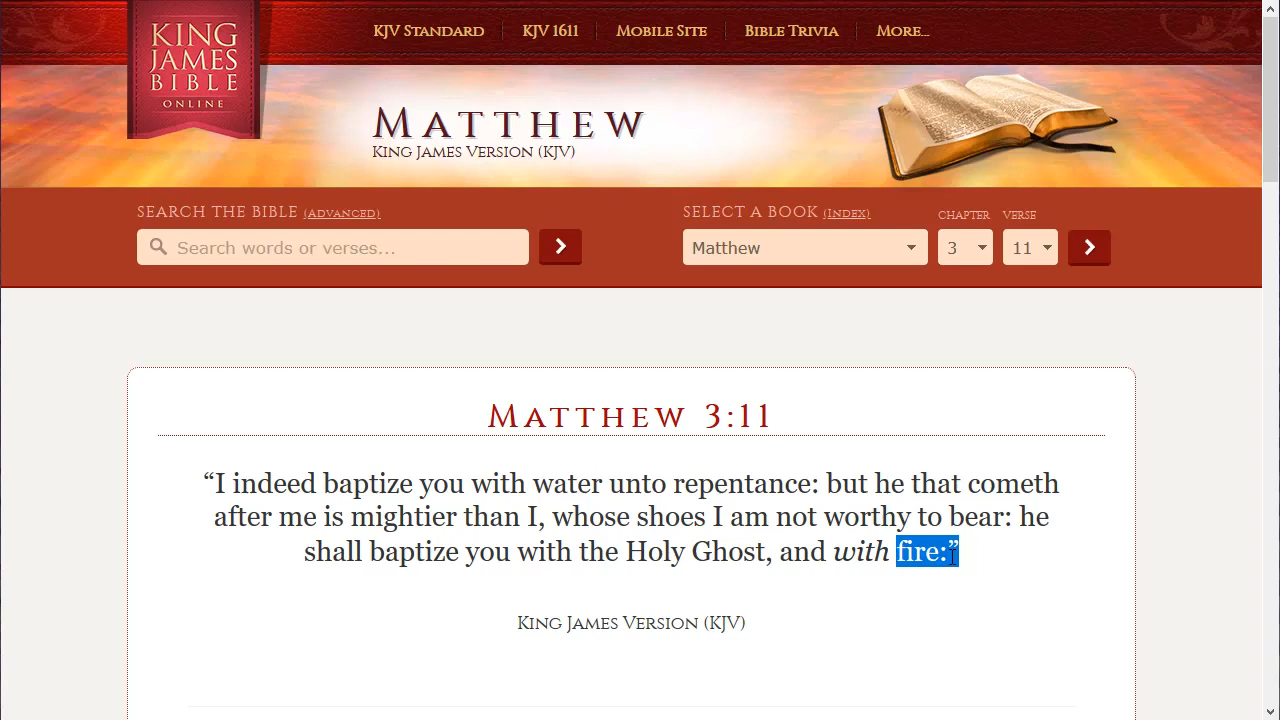 KING
JAMES
BIBLE
ONLINE
KJV STANDARD
KJV 1611
MOBILE SITE
BIBLE TRIVIA
MORE...
MATTHEW
KING JAMES VERSION (KJV)
SEARCH THE BIBLE (ADVANCED)
Search words or verses...
SELECT A BOOK (INDEX)
CHAPTER
VERSE
Matthew
3
11
MATTHEW 3:11
“I indeed baptize you with water unto repentance: but he that cometh
after me is mightier than I, whose shoes I am not worthy to bear: he
shall baptize you with the Holy Ghost, and with fire:”
KING JAMES VERSION (KJV)